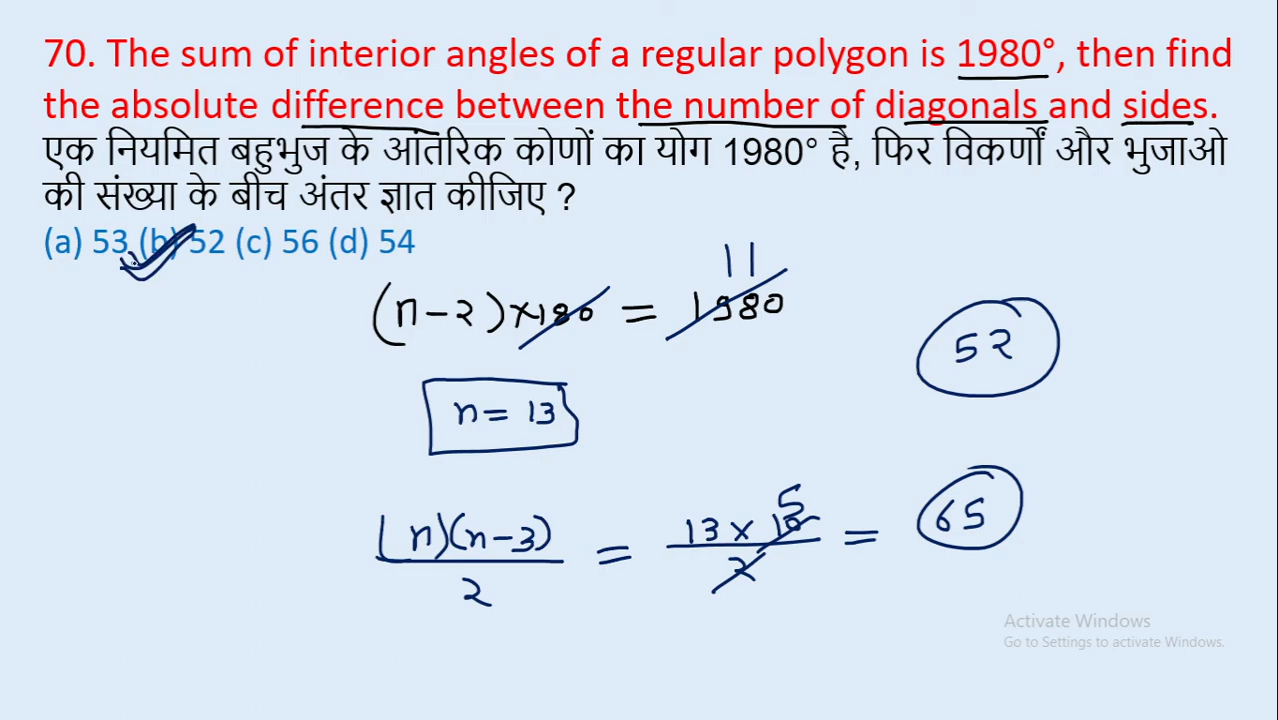 70. The sum of interior angles of a regular polygon is 1980°, then find
the absolute difference between the number of diagonals and sides.
एक नियमित बहुभुज के आंतरिक कोणों का योग 1980° है, फिर विकर्णों और भुजाओ
की संख्या के बीच अंतर ज्ञात कीजिए ?
(a) 53 (b) 52 (c) 56 (d) 54
11
(n-2)×180 = 1980
52
n = 13
5
(n)(n-3)/2 = 13×10/2 = 65
Activate Windows
Go to Settings to activate Windows.